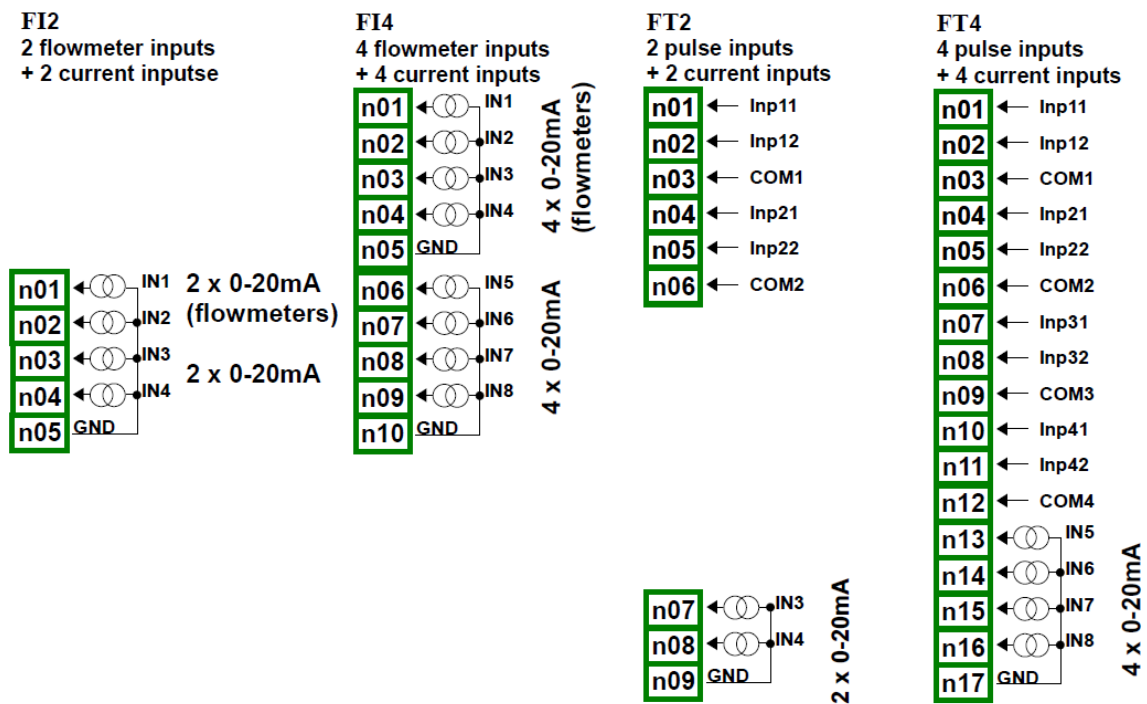 FI2
2 flowmeter inputs
+ 2 current inputse
n01
IN1
n02
IN2
n03
IN3
n04
IN4
n05
GND
2 x 0-20mA
(flowmeters)
2 x 0-20mA
FI4
4 flowmeter inputs
+ 4 current inputs
n01
IN1
n02
IN2
n03
IN3
n04
IN4
n05
GND
4 x 0-20mA
(flowmeters)
n06
IN5
n07
IN6
n08
IN7
n09
IN8
n10
GND
4 x 0-20mA
FT2
2 pulse inputs
+ 2 current inputs
n01
Inp11
n02
Inp12
n03
COM1
n04
Inp21
n05
Inp22
n06
COM2
n07
IN3
n08
IN4
n09
GND
2 x 0-20mA
FT4
4 pulse inputs
+ 4 current inputs
n01
Inp11
n02
Inp12
n03
COM1
n04
Inp21
n05
Inp22
n06
COM2
n07
Inp31
n08
Inp32
n09
COM3
n10
Inp41
n11
Inp42
n12
COM4
n13
IN5
n14
IN6
n15
IN7
n16
IN8
n17
GND
4 x 0-20mA